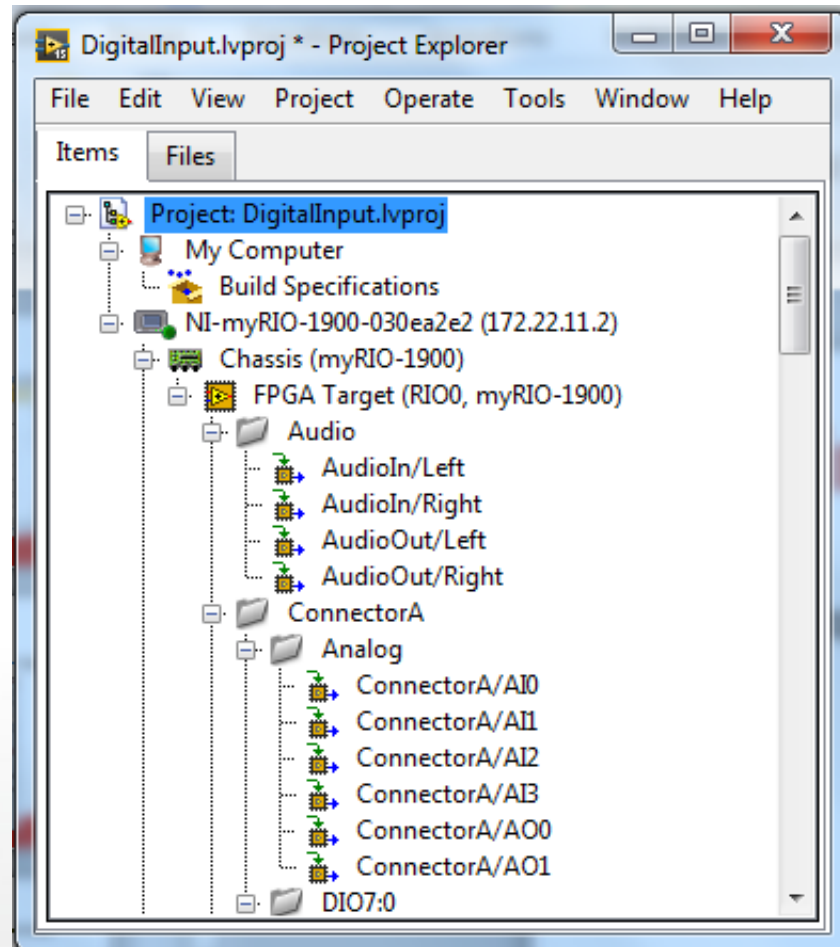 DigitalInput.lvproj * - Project Explorer
File Edit View Project Operate Tools Window Help
Items Files
Project: DigitalInput.lvproj
My Computer
Build Specifications
NI-myRIO-1900-030ea2e2 (172.22.11.2)
Chassis (myRIO-1900)
FPGA Target (RIO0, myRIO-1900)
Audio
AudioIn/Left
AudioIn/Right
AudioOut/Left
AudioOut/Right
ConnectorA
Analog
ConnectorA/AI0
ConnectorA/AI1
ConnectorA/AI2
ConnectorA/AI3
ConnectorA/AO0
ConnectorA/AO1
DIO7:0